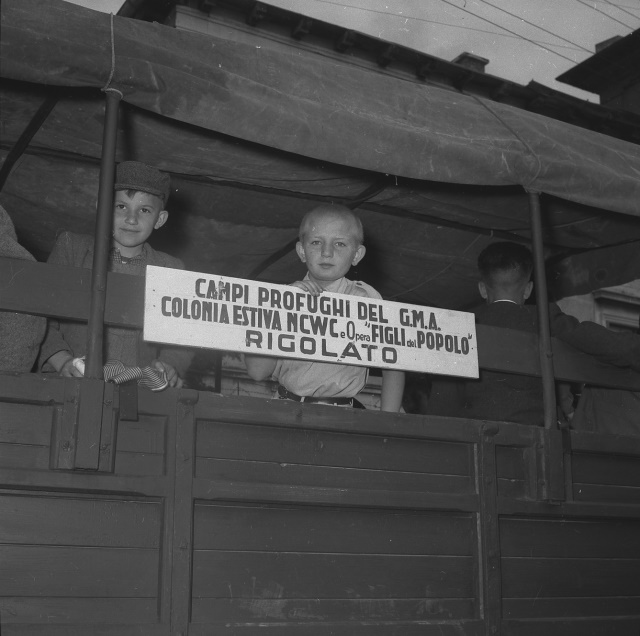 CAMPI PROFUGHI DEL G.M.A.
COLONIA ESTIVA NCWC. e Opera "FIGLI del POPOLO".
RIGOLATO